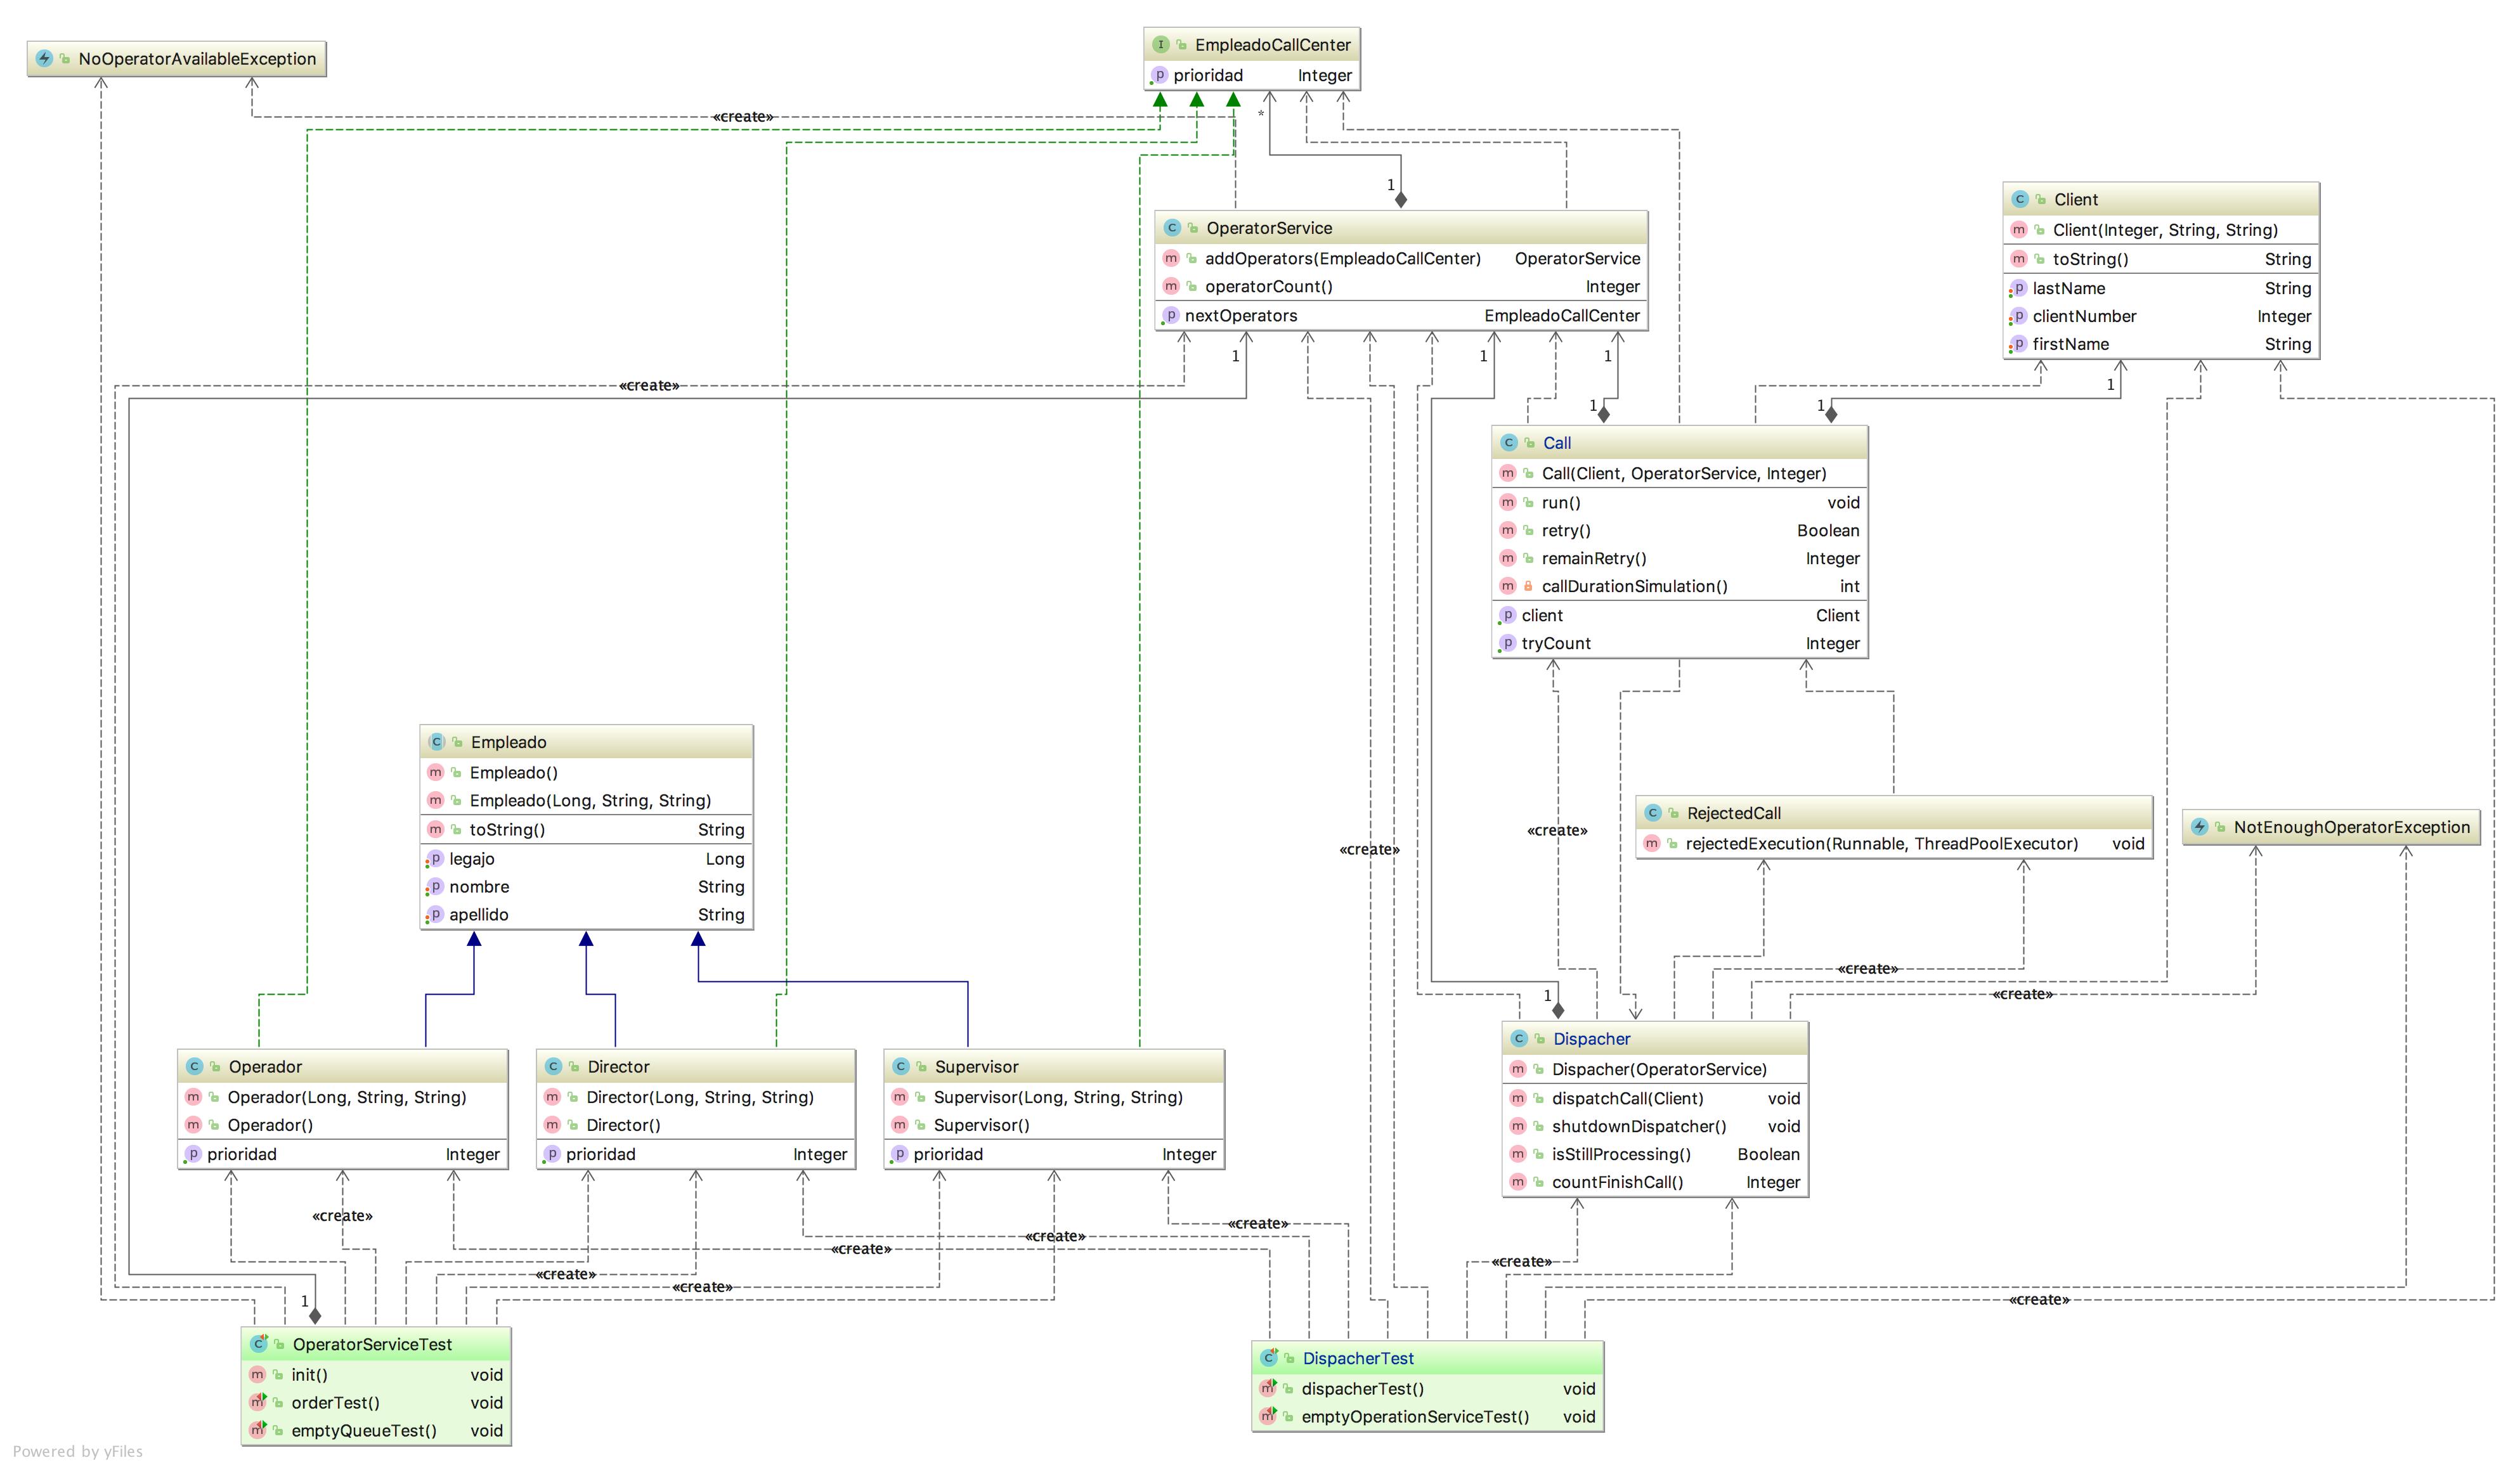 NoOperatorAvailableException
EmpleadoCallCenter
prioridad Integer
«create»
*
1
OperatorService
addOperators(EmpleadoCallCenter) OperatorService
operatorCount() Integer
nextOperators EmpleadoCallCenter
Client
Client(Integer, String, String)
toString() String
lastName String
clientNumber Integer
firstName String
1
1
1
1
«create»
1
1
Call
Call(Client, OperatorService, Integer)
run() void
retry() Boolean
remainRetry() Integer
callDurationSimulation() int
client Client
tryCount Integer
Empleado
Empleado()
Empleado(Long, String, String)
toString() String
legajo Long
nombre String
apellido String
«create»
«create»
RejectedCall
rejectedExecution(Runnable, ThreadPoolExecutor) void
NotEnoughOperatorException
«create»
«create»
1
Operador
Operador(Long, String, String)
Operador()
prioridad Integer
Director
Director(Long, String, String)
Director()
prioridad Integer
Supervisor
Supervisor(Long, String, String)
Supervisor()
prioridad Integer
Dispacher
Dispacher(OperatorService)
dispatchCall(Client) void
shutdownDispatcher() void
isStillProcessing() Boolean
countFinishCall() Integer
«create»
«create»
«create»
«create»
«create»
«create»
«create»
«create»
1
OperatorServiceTest
init() void
orderTest() void
emptyQueueTest() void
DispacherTest
dispacherTest() void
emptyOperationServiceTest() void
Powered by yFiles